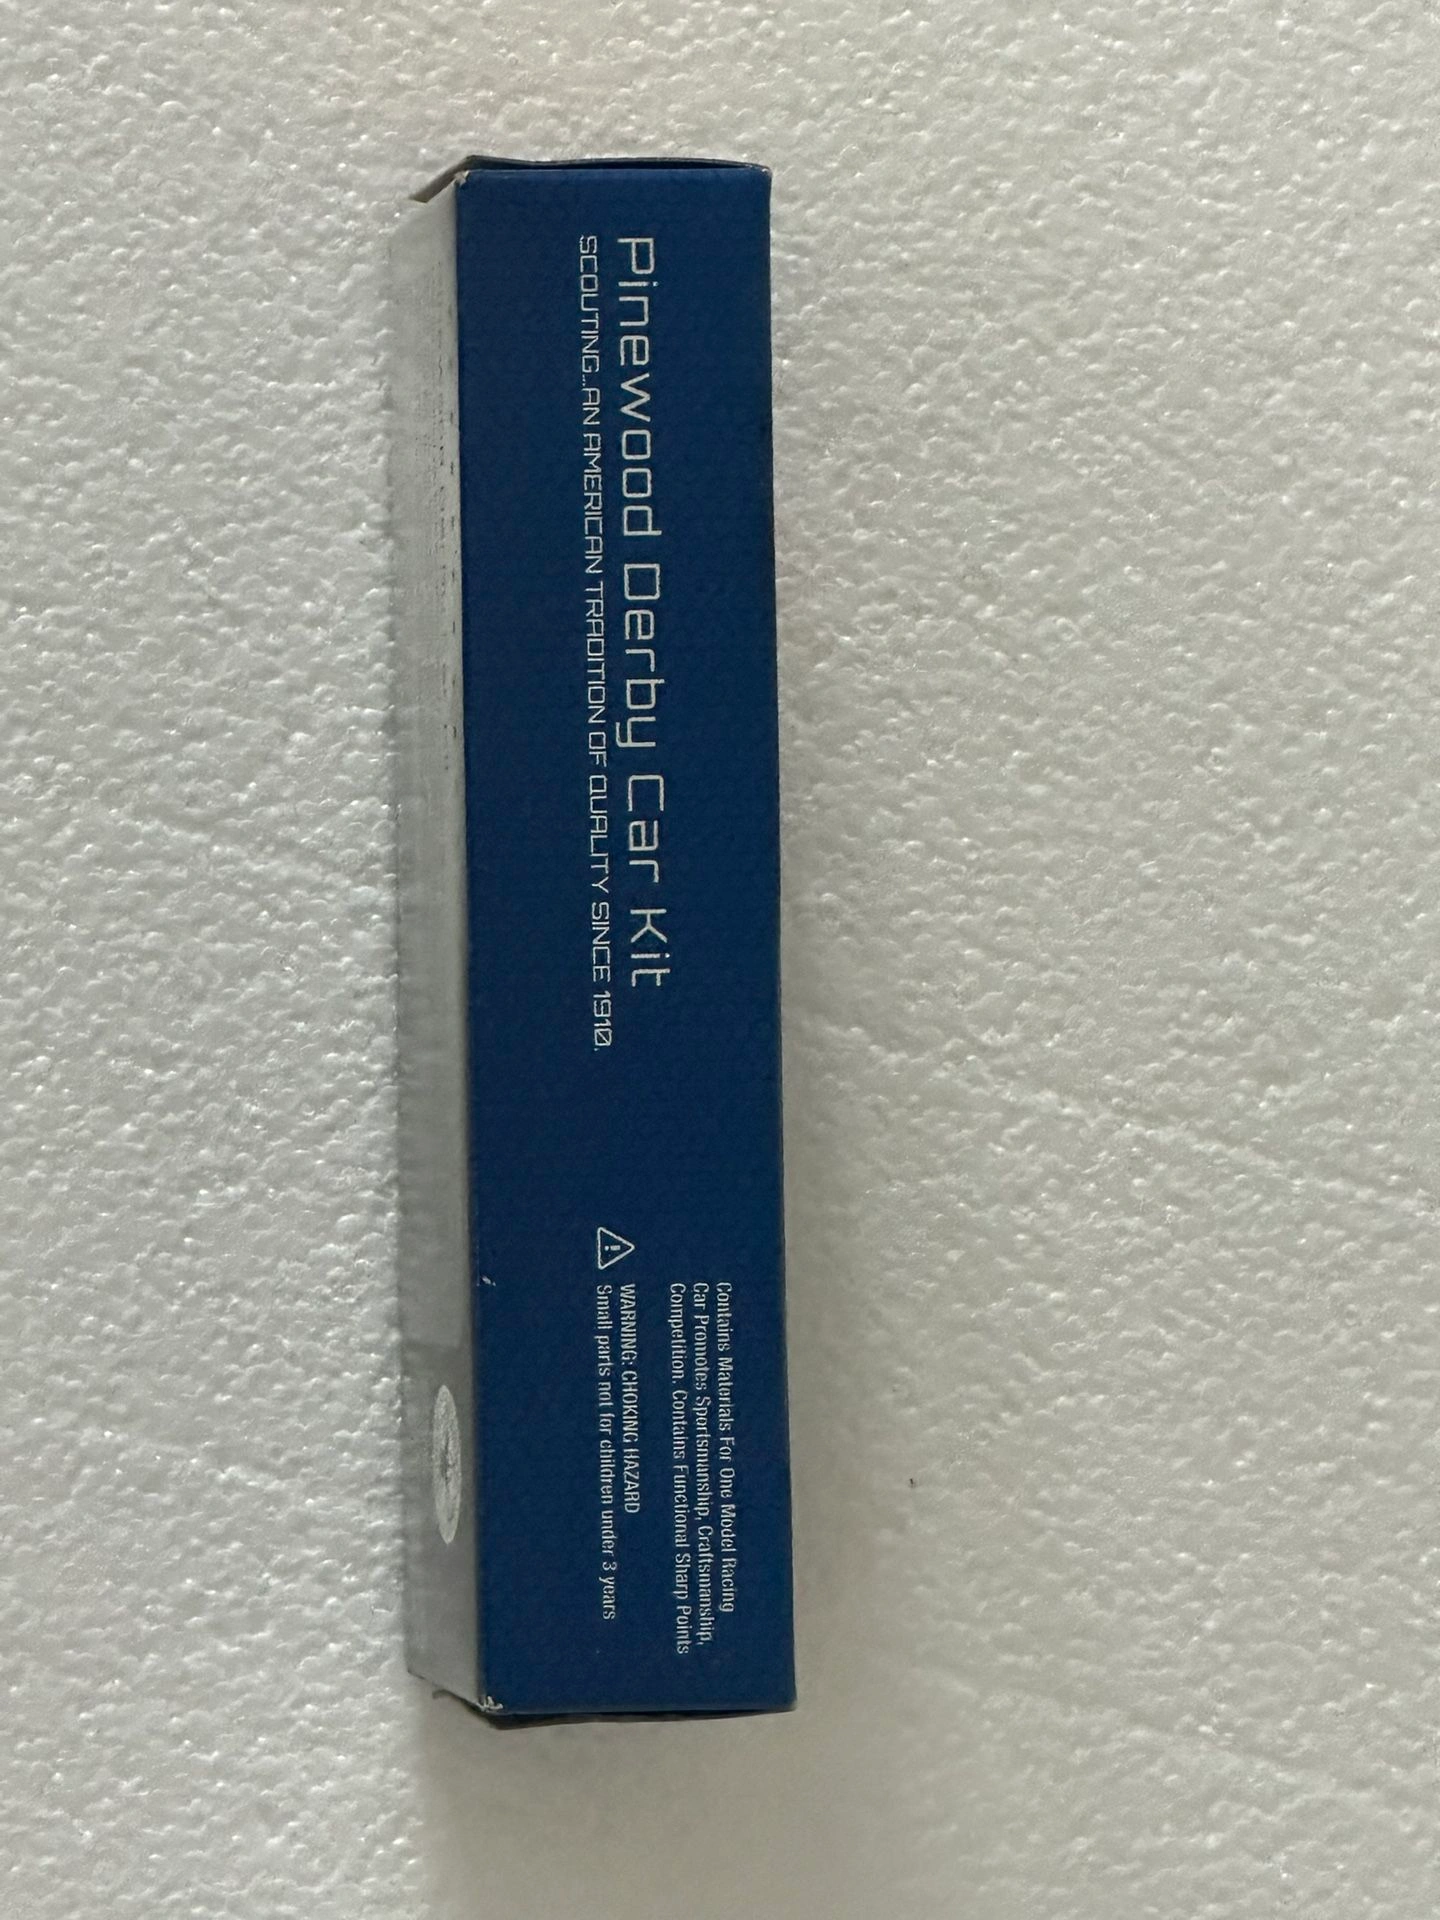 Pinewood Derby Car Kit
SCOUTING...AN AMERICAN TRADITION OF QUALITY SINCE 1910.
Contains Materials For One Model Racing
Car Promotes Sportsmanship, Craftsmanship,
Competition. Contains Functional Sharp Points
WARNING: CHOKING HAZARD
Small parts not for children under 3 years